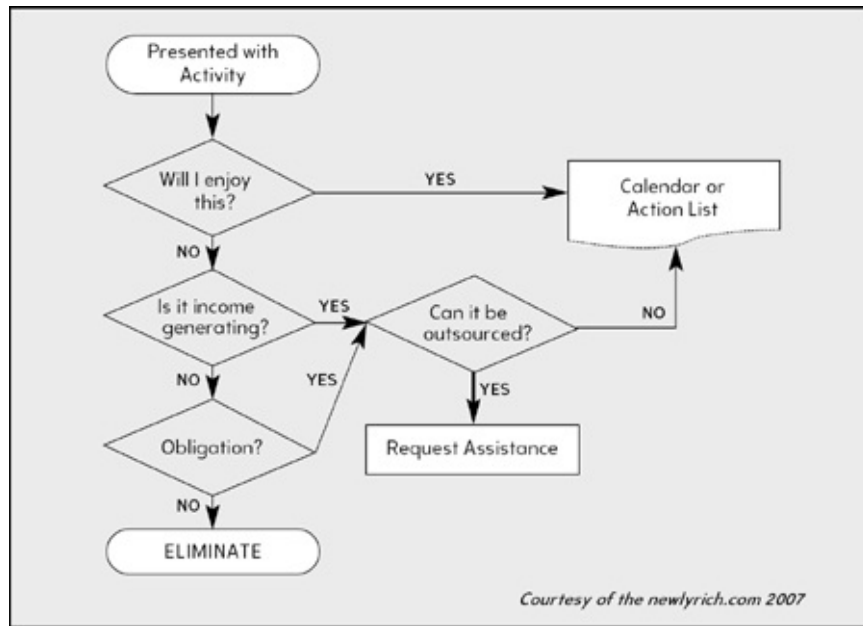 Presented with
Activity
Will I enjoy
this?
YES
Calendar or
Action List
NO
Is it income
generating?
YES
Can it be
outsourced?
NO
NO
YES
YES
Obligation?
Request Assistance
NO
ELIMINATE
Courtesy of the newlyrich.com 2007